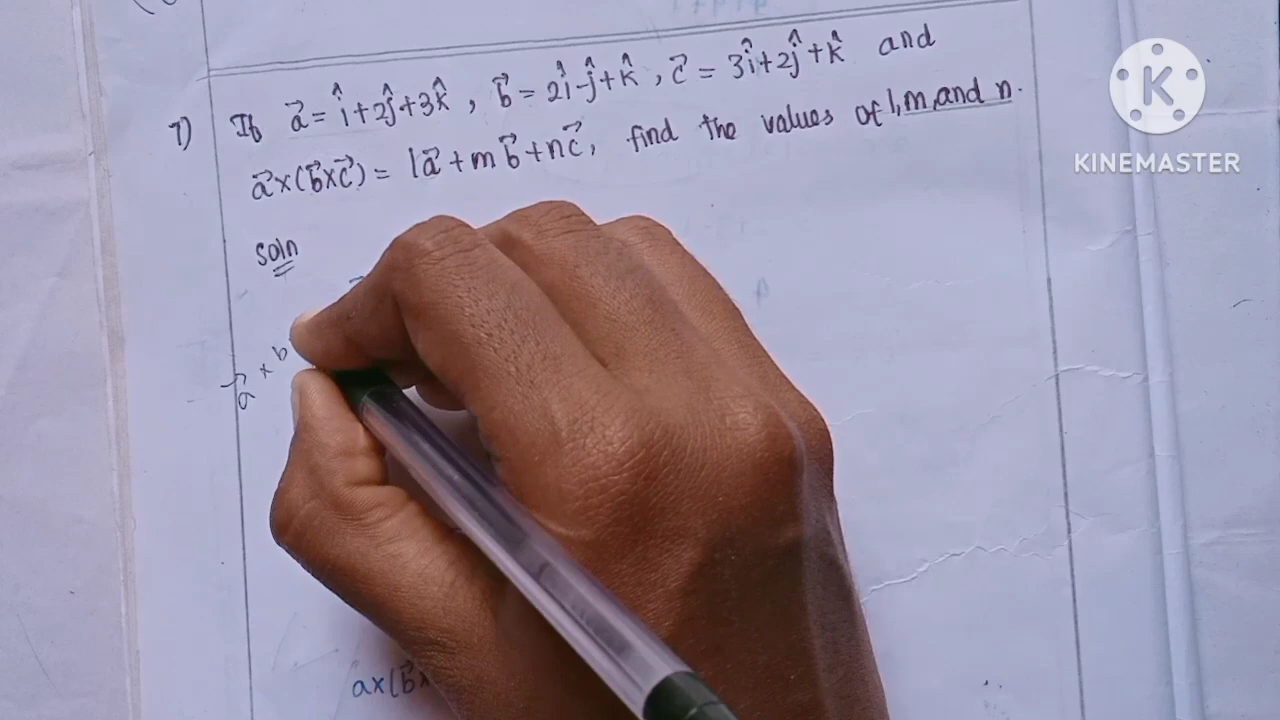 7) If a⃗ = î+2ĵ+3k̂, b⃗ = 2î-ĵ+k̂, c⃗ = 3î+2ĵ+k̂ and
a⃗×(b⃗×c⃗) = la⃗+mb⃗+nc⃗, find the values of l,m,and n.
Soln
a⃗ × b
a×(b⃗×
K
KINEMASTER